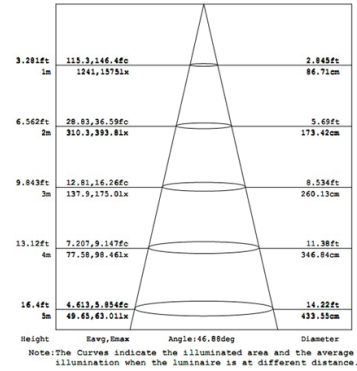 3.281ft 115.3,146.4fc 2.845ft
1m 1241,1575lx 86.71cm
6.562ft 28.83,36.59fc 5.69ft
2m 310.3,393.8lx 173.42cm
9.843ft 12.81,16.26fc 8.534ft
3m 137.9,175.0lx 260.13cm
13.12ft 7.207,9.147fc 11.38ft
4m 77.58,98.46lx 346.84cm
16.4ft 4.613,5.854fc 14.22ft
5m 49.65,63.01lx 433.55cm
Height Eavg,Emax Angle:46.88deg Diameter
Note:The Curves indicate the illuminated area and the average
illumination when the luminaire is at different distance.